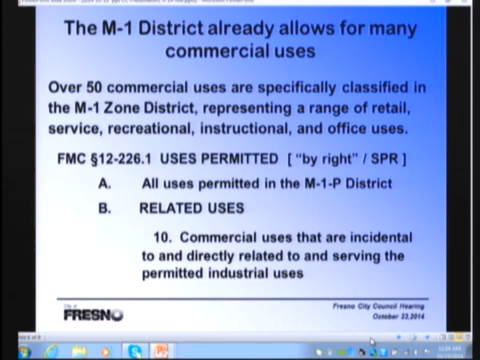 The M-1 District already allows for many
commercial uses
Over 50 commercial uses are specifically classified in
the M-1 Zone District, representing a range of retail,
service, recreational, instructional, and office uses.
FMC §12-226.1 USES PERMITTED [ “by right” / SPR ]
A. All uses permitted in the M-1-P District
B. RELATED USES
10. Commercial uses that are incidental
to and directly related to and serving the
permitted industrial uses
City of
FRESNO
Fresno City Council Hearing
October 23,2014